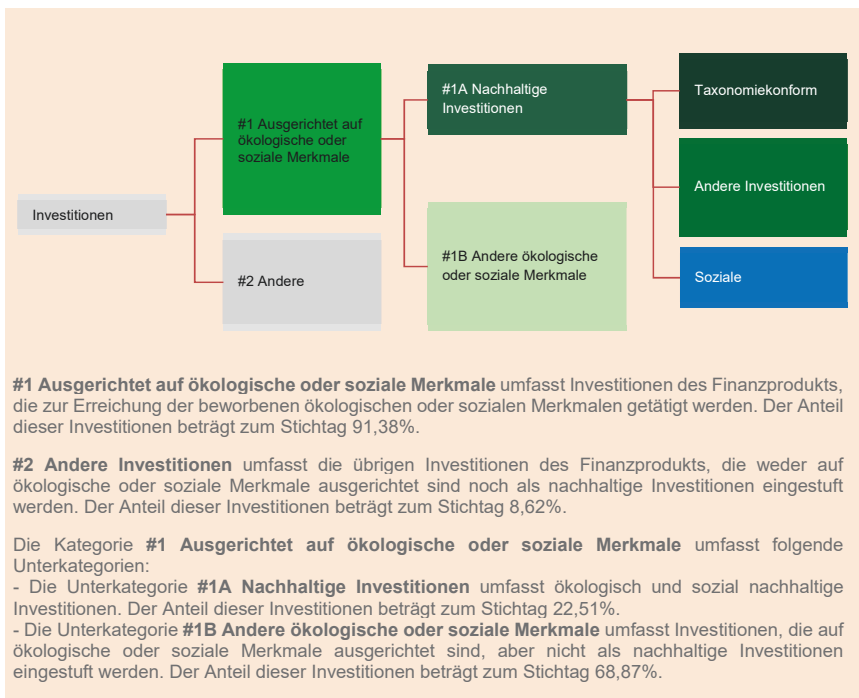 Investitionen
#1 Ausgerichtet auf
ökologische oder
soziale Merkmale
#2 Andere
#1A Nachhaltige
Investitionen
#1B Andere ökologische
oder soziale Merkmale
Taxonomiekonform
Andere Investitionen
Soziale
#1 Ausgerichtet auf ökologische oder soziale Merkmale umfasst Investitionen des Finanzprodukts,
die zur Erreichung der beworbenen ökologischen oder sozialen Merkmalen getätigt werden. Der Anteil
dieser Investitionen beträgt zum Stichtag 91,38%.
#2 Andere Investitionen umfasst die übrigen Investitionen des Finanzprodukts, die weder auf
ökologische oder soziale Merkmale ausgerichtet sind noch als nachhaltige Investitionen eingestuft
werden. Der Anteil dieser Investitionen beträgt zum Stichtag 8,62%.
Die Kategorie #1 Ausgerichtet auf ökologische oder soziale Merkmale umfasst folgende
Unterkategorien:
- Die Unterkategorie #1A Nachhaltige Investitionen umfasst ökologisch und sozial nachhaltige
Investitionen. Der Anteil dieser Investitionen beträgt zum Stichtag 22,51%.
- Die Unterkategorie #1B Andere ökologische oder soziale Merkmale umfasst Investitionen, die auf
ökologische oder soziale Merkmale ausgerichtet sind, aber nicht als nachhaltige Investitionen
eingestuft werden. Der Anteil dieser Investitionen beträgt zum Stichtag 68,87%.